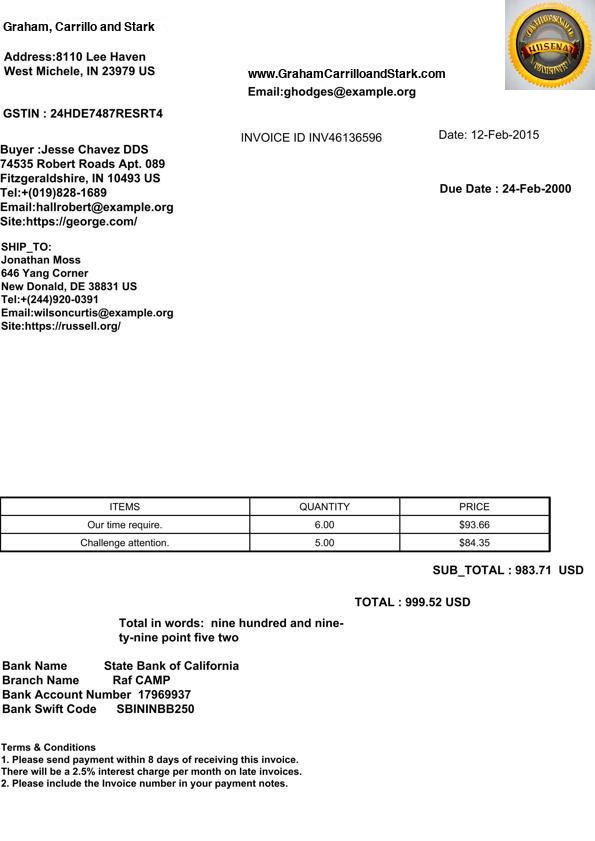 Graham, Carrillo and Stark
Address:8110 Lee Haven
West Michele, IN 23979 US
www.GrahamCarrilloandStark.com
Email:ghodges@example.org
GSTIN : 24HDE7487RESRT4
INVOICE ID INV46136596
Date: 12-Feb-2015
Due Date : 24-Feb-2000
Buyer :Jesse Chavez DDS
74535 Robert Roads Apt. 089
Fitzgeraldshire, IN 10493 US
Tel:+(019)828-1689
Email:hallrobert@example.org
Site:https://george.com/
SHIP_TO:
Jonathan Moss
646 Yang Corner
New Donald, DE 38831 US
Tel:+(244)920-0391
Email:wilsoncurtis@example.org
Site:https://russell.org/
ITEMS QUANTITY PRICE
Our time require. 6.00 $93.66
Challenge attention. 5.00 $84.35
SUB_TOTAL : 983.71 USD
TOTAL : 999.52 USD
Total in words: nine hundred and nine-
ty-nine point five two
Bank Name State Bank of California
Branch Name Raf CAMP
Bank Account Number 17969937
Bank Swift Code SBININBB250
Terms & Conditions
1. Please send payment within 8 days of receiving this invoice.
There will be a 2.5% interest charge per month on late invoices.
2. Please include the Invoice number in your payment notes.